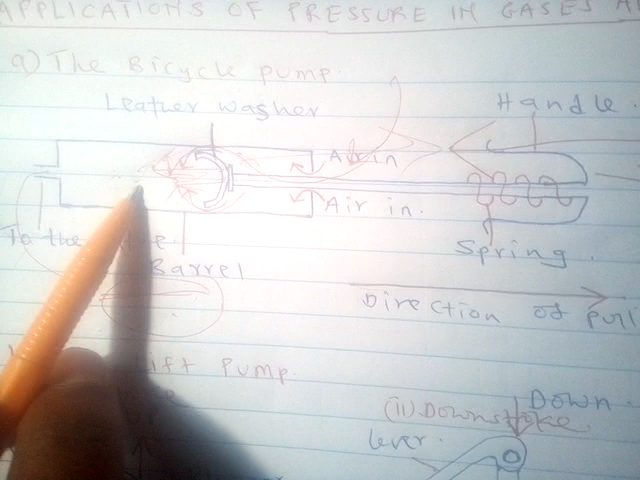 APPLICATIONS OF PRESSURE IN GASES
a) The Bicycle pump.
Leather washer
Handle.
Air in
Air in.
To the
Spring.
Barrel
Direction of pull
Lift Pump.
(ii) Downstroke.
Down
lever.